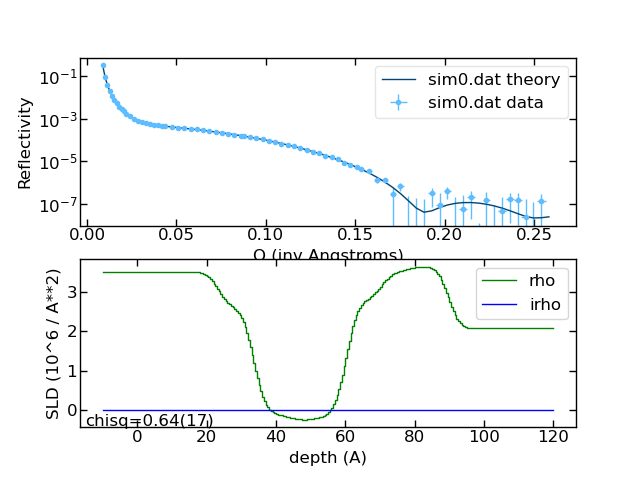 10^-1
10^-3
10^-5
10^-7
Reflectivity
sim0.dat theory
sim0.dat data
0.00 0.05 0.10 0.15 0.20 0.25
Q (inv Angstroms)
3
2
1
0
SLD (10^6 / A**2)
rho
irho
chisq=0.64(17)
0 20 40 60 80 100 120
depth (A)